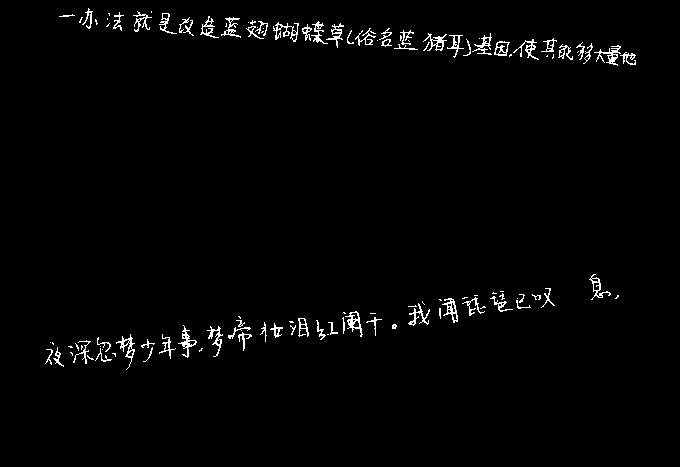 一办法就是改造蓝翅蝴蝶草(俗名蓝猪耳)基因,使其能够大量他
夜深忽梦少年事,梦啼妆泪红阑干。我闻琵琶已叹息,